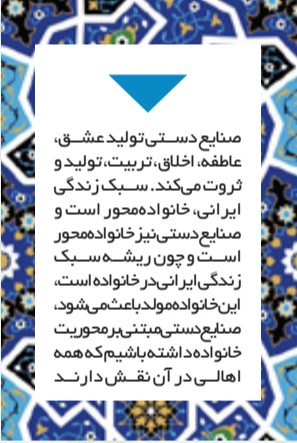 صنایع دستی تولید عشق،
عاطفه، اخلاق، تربیت، تولید و
ثروت می‌کند. سبک زندگی
ایرانی، خانواده‌محور است و
صنایع‌دستی نیز خانواده‌محور
است و چون ریشه سبک
زندگی ایرانی در خانواده است،
این خانواده مولد باعث می‌شود،
صنایع‌دستی مبتنی بر محوریت
خانواده داشته باشیم که همه
اهالی در آن نقش دارند